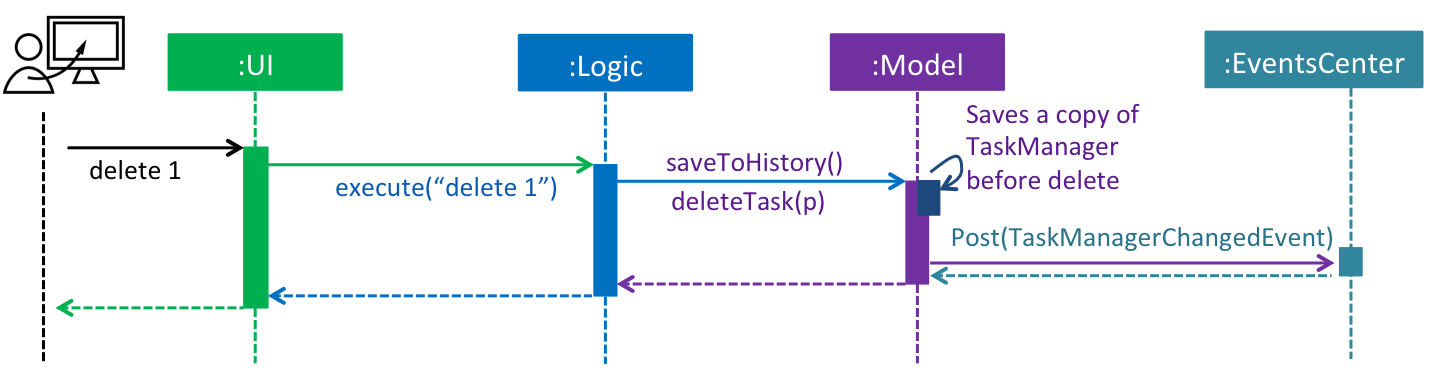 :UI
:Logic
:Model
:EventsCenter
Saves a copy of
TaskManager
before delete
delete 1
execute(“delete 1”)
saveToHistory()
deleteTask(p)
Post(TaskManagerChangedEvent)